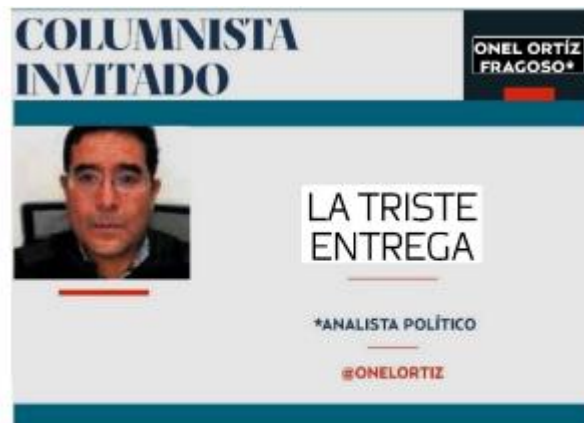 COLUMNISTA
INVITADO
ONEL ORTÍZ
FRAGOSO*
LA TRISTE
ENTREGA
*ANALISTA POLÍTICO
@ONELORTIZ